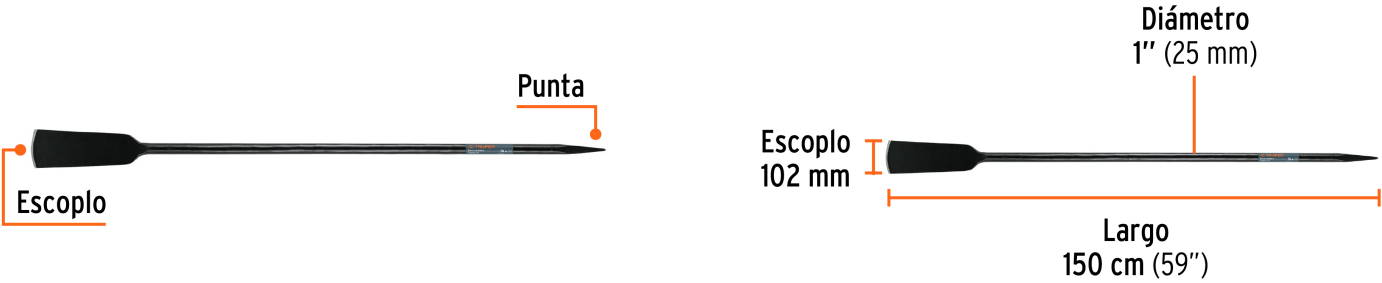 Punta
Escoplo
Diámetro
1” (25 mm)
Escoplo
102 mm
Largo
150 cm (59”)